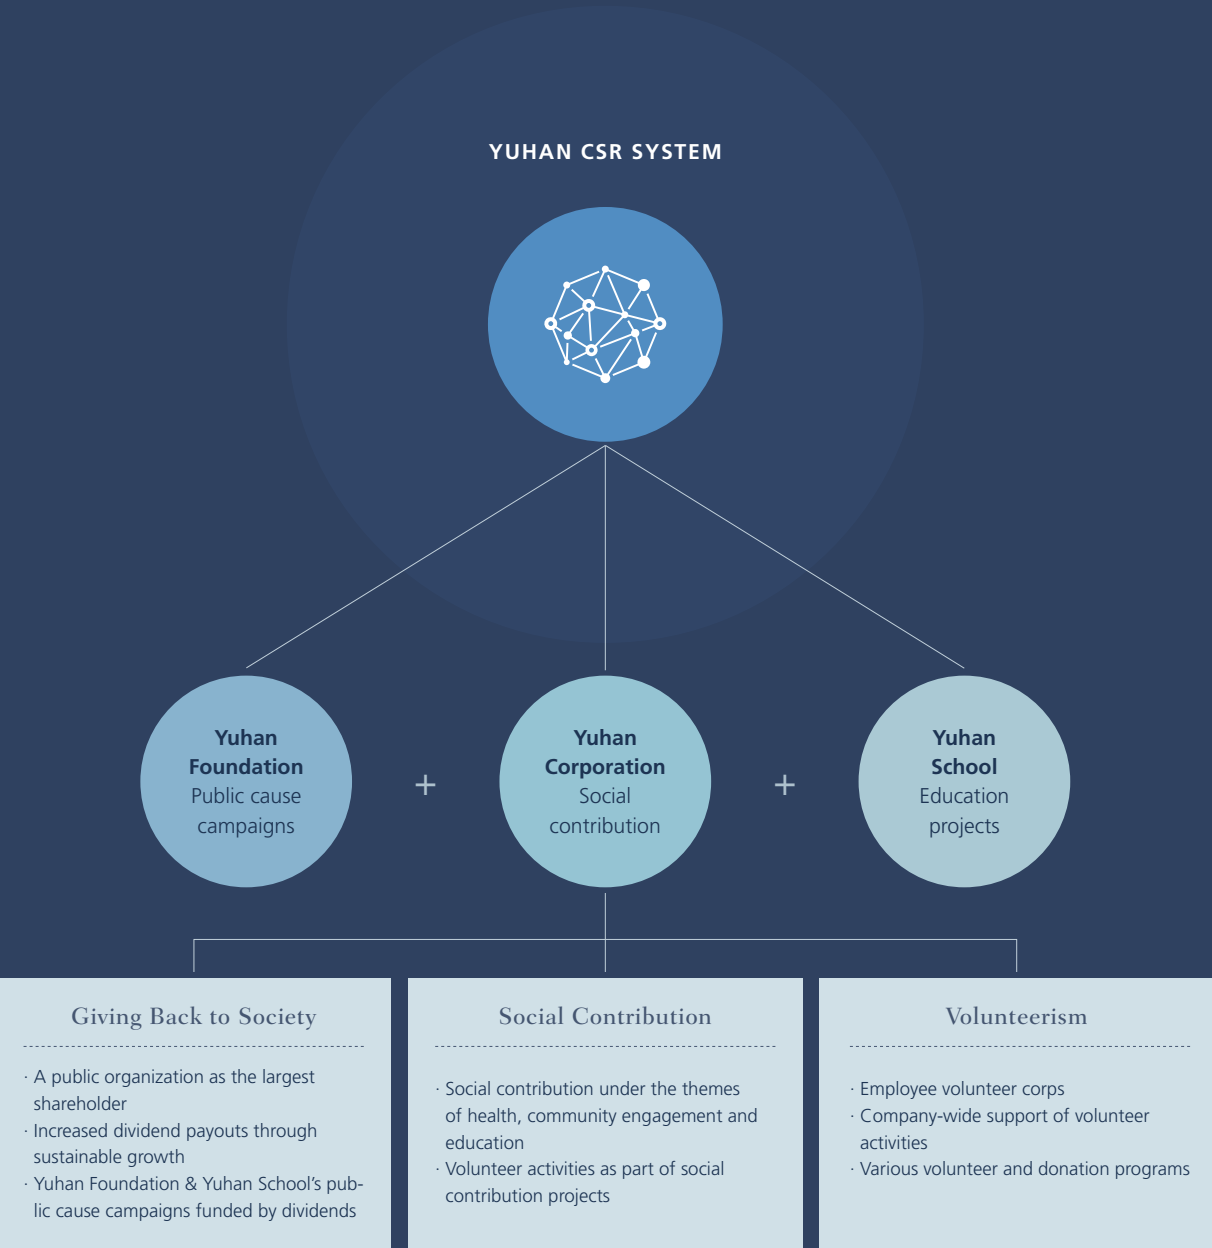 YUHAN CSR SYSTEM
Yuhan
Foundation
Public cause
campaigns
+
Yuhan
Corporation
Social
contribution
+
Yuhan
School
Education
projects
Giving Back to Society
· A public organization as the largest
shareholder
· Increased dividend payouts through
sustainable growth
· Yuhan Foundation & Yuhan School's pub-
lic cause campaigns funded by dividends
Social Contribution
· Social contribution under the themes
of health, community engagement and
education
· Volunteer activities as part of social
contribution projects
Volunteerism
· Employee volunteer corps
· Company-wide support of volunteer
activities
· Various volunteer and donation programs